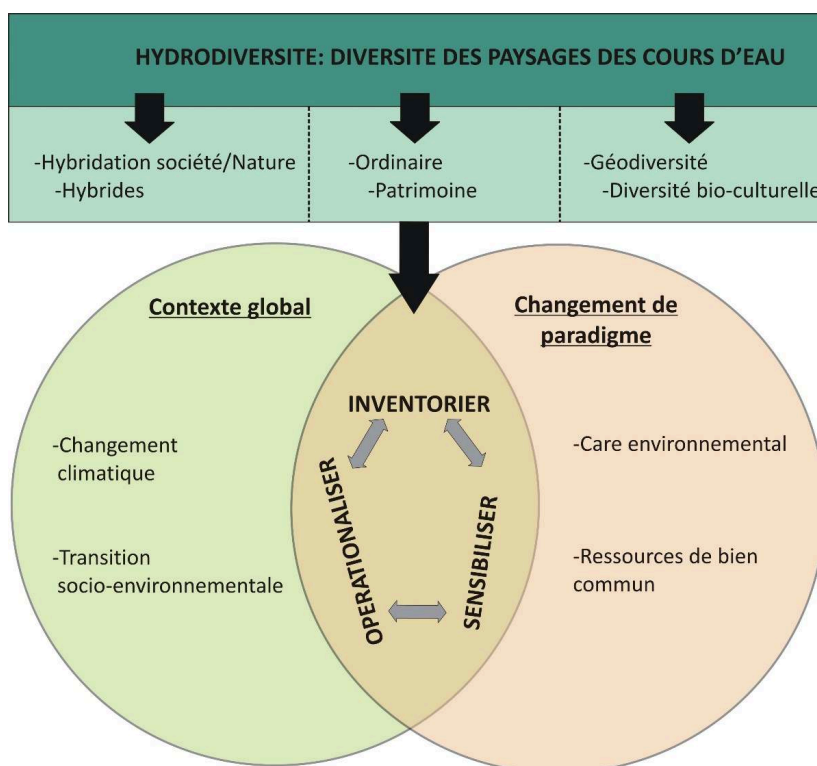 HYDRODIVERSITE: DIVERSITE DES PAYSAGES DES COURS D'EAU
-Hybridation société/Nature
-Hybrides
-Ordinaire
-Patrimoine
-Géodiversité
-Diversité bio-culturelle
Contexte global
-Changement
climatique
-Transition
socio-environnementale
INVENTORIER
OPERATIONALISER
SENSIBILISER
Changement de
paradigme
-Care environnemental
-Ressources de bien
commun